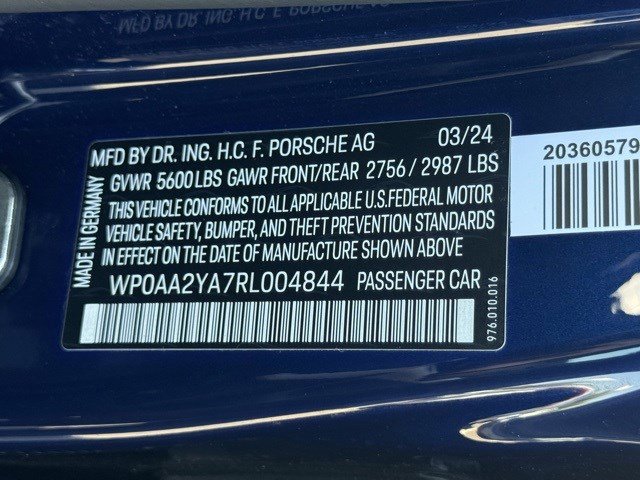 MFD BY DR. ING. H.C. F. PORSCHE AG 03/24
GVWR 5600LBS GAWR FRONT/REAR 2756/2987 LBS
THIS VEHICLE CONFORMS TO ALL APPLICABLE U.S.FEDERAL MOTOR
VEHICLE SAFETY, BUMPER, AND THEFT PREVENTION STANDARDS
IN EFFECT ON THE DATE OF MANUFACTURE SHOWN ABOVE
WP0AA2YA7RL004844 PASSENGER CAR
MADE IN GERMANY
976.010.016
20360579